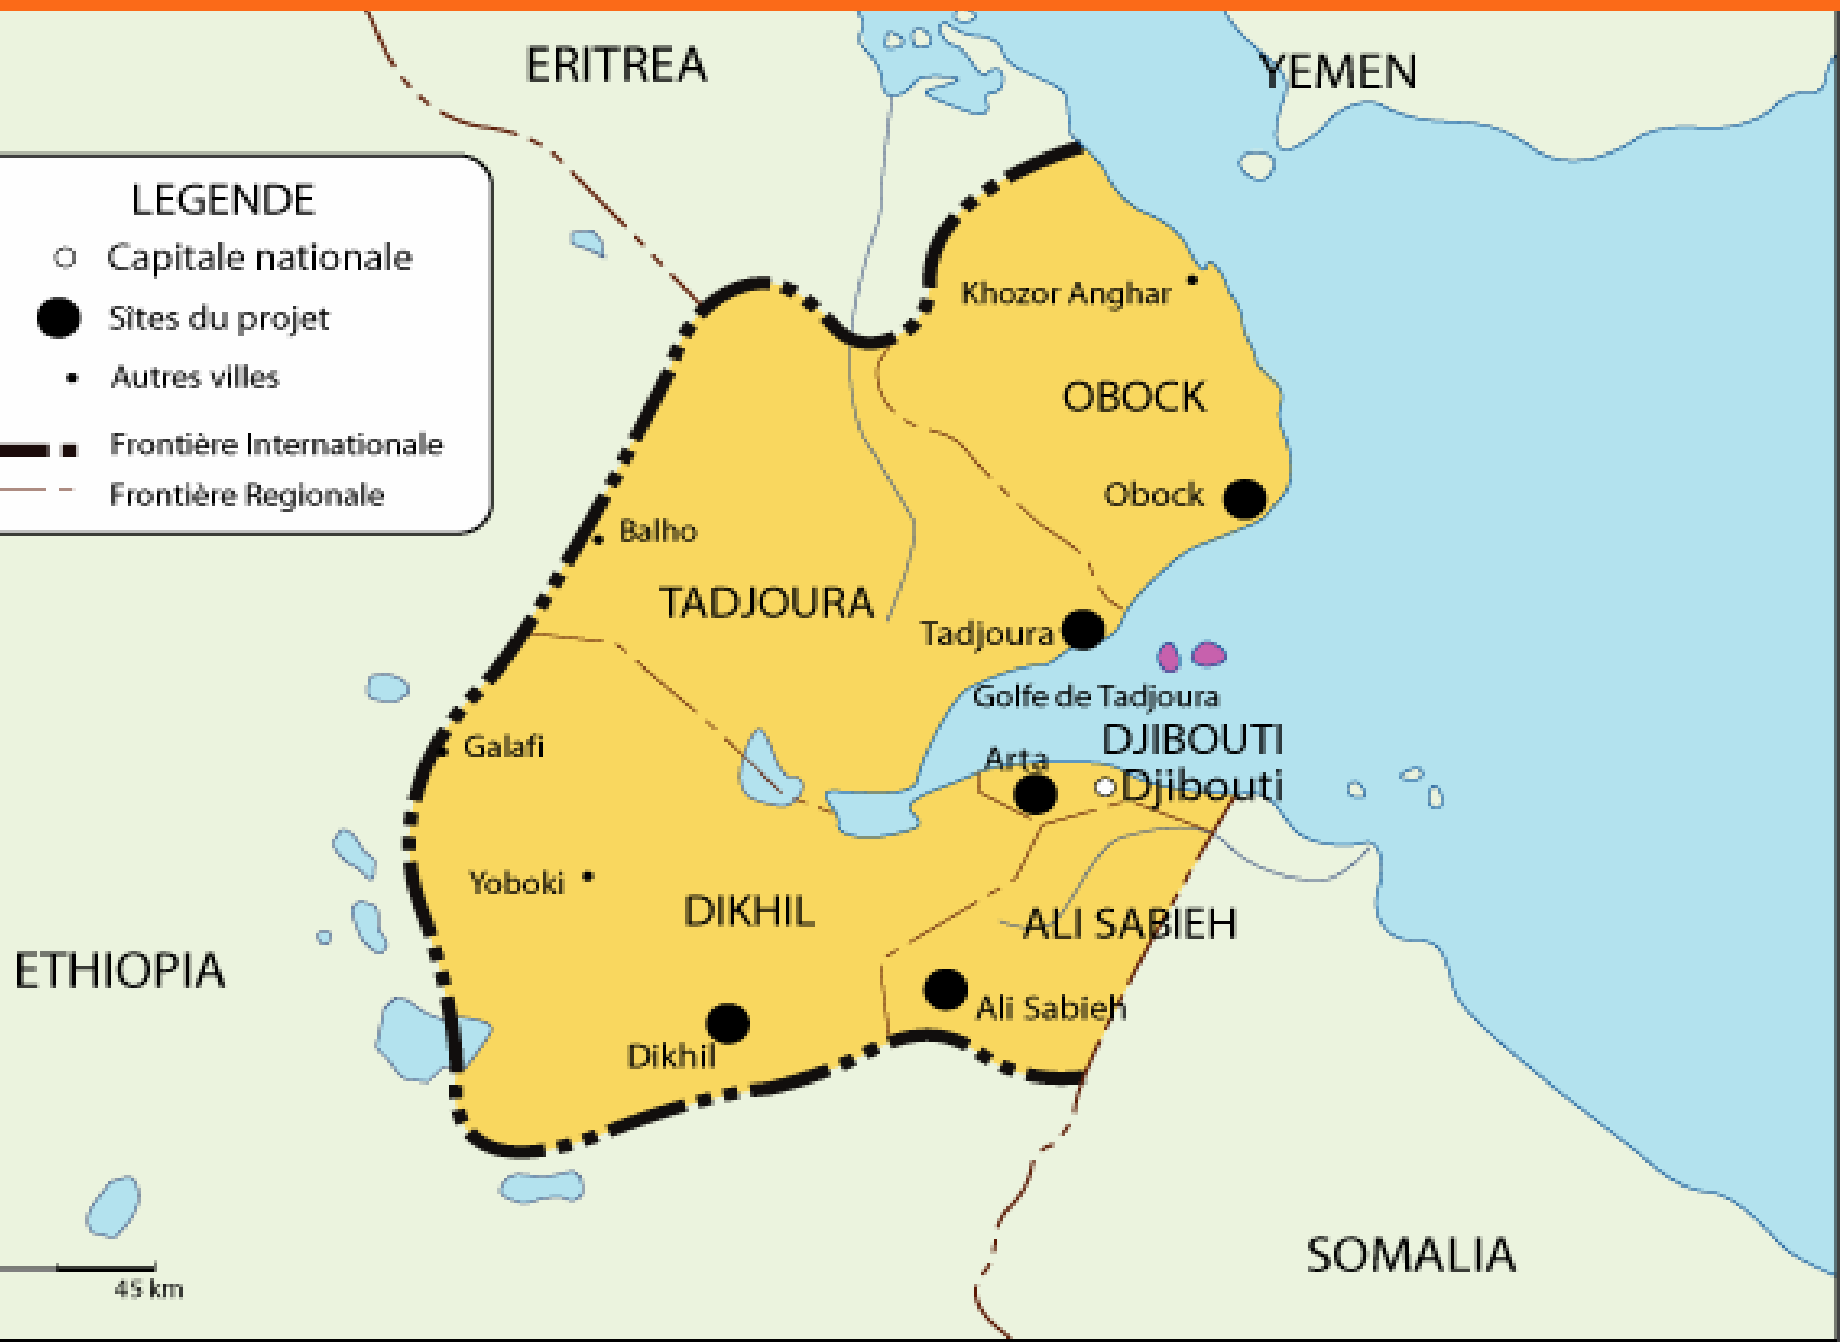 ERITREA
YEMEN
LEGENDE
Capitale nationale
Sîtes du projet
Autres villes
Frontière Internationale
Frontière Regionale
Khozor Anghar
OBOCK
Obock
Balho
TADJOURA
Tadjoura
Golfe de Tadjoura
DJIBOUTI
Galafi
Arta
Djibouti
Yoboki
DIKHIL
ALI SABIEH
ETHIOPIA
Ali Sabieh
Dikhil
SOMALIA
45 km